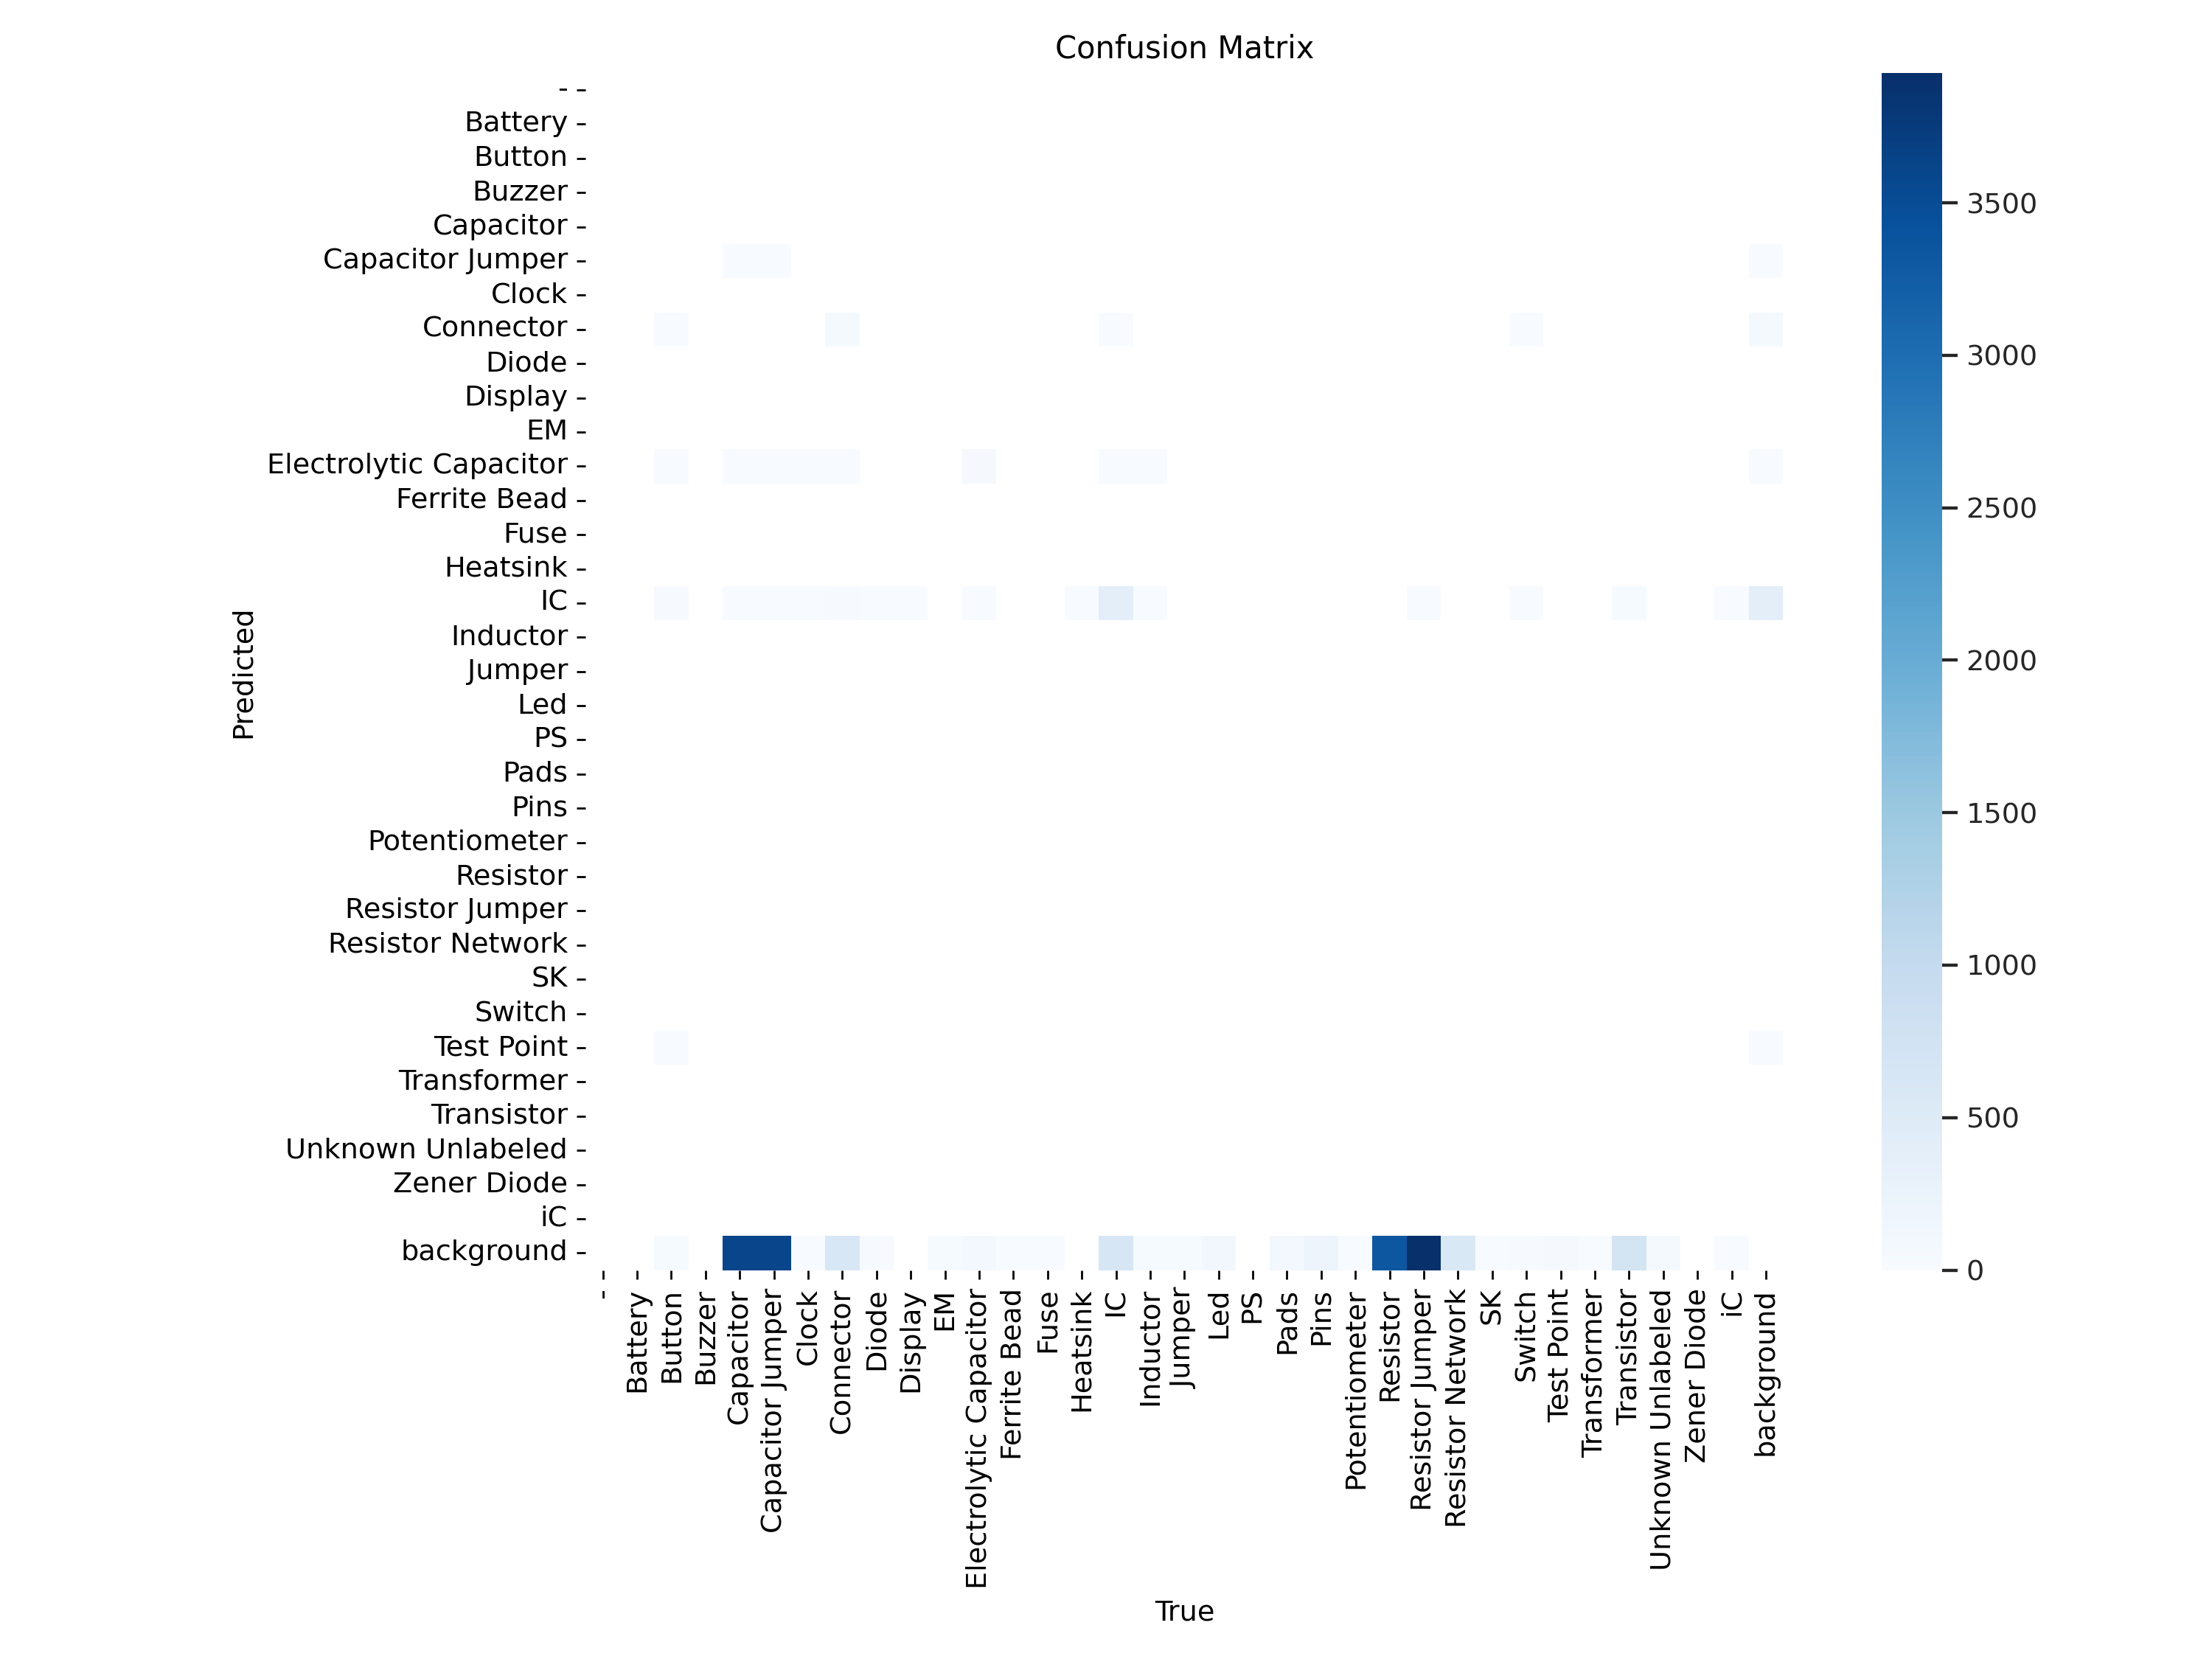 Confusion Matrix
-
Battery
Button
Buzzer
Capacitor
Capacitor Jumper
Clock
Connector
Diode
Display
EM
Electrolytic Capacitor
Ferrite Bead
Fuse
Heatsink
IC
Inductor
Jumper
Led
PS
Pads
Pins
Potentiometer
Resistor
Resistor Jumper
Resistor Network
SK
Switch
Test Point
Transformer
Transistor
Unknown Unlabeled
Zener Diode
iC
background
Predicted
-
Battery
Button
Buzzer
Capacitor
Capacitor Jumper
Clock
Connector
Diode
Display
EM
Electrolytic Capacitor
Ferrite Bead
Fuse
Heatsink
IC
Inductor
Jumper
Led
PS
Pads
Pins
Potentiometer
Resistor
Resistor Jumper
Resistor Network
SK
Switch
Test Point
Transformer
Transistor
Unknown Unlabeled
Zener Diode
iC
background
True
3500
3000
2500
2000
1500
1000
500
0